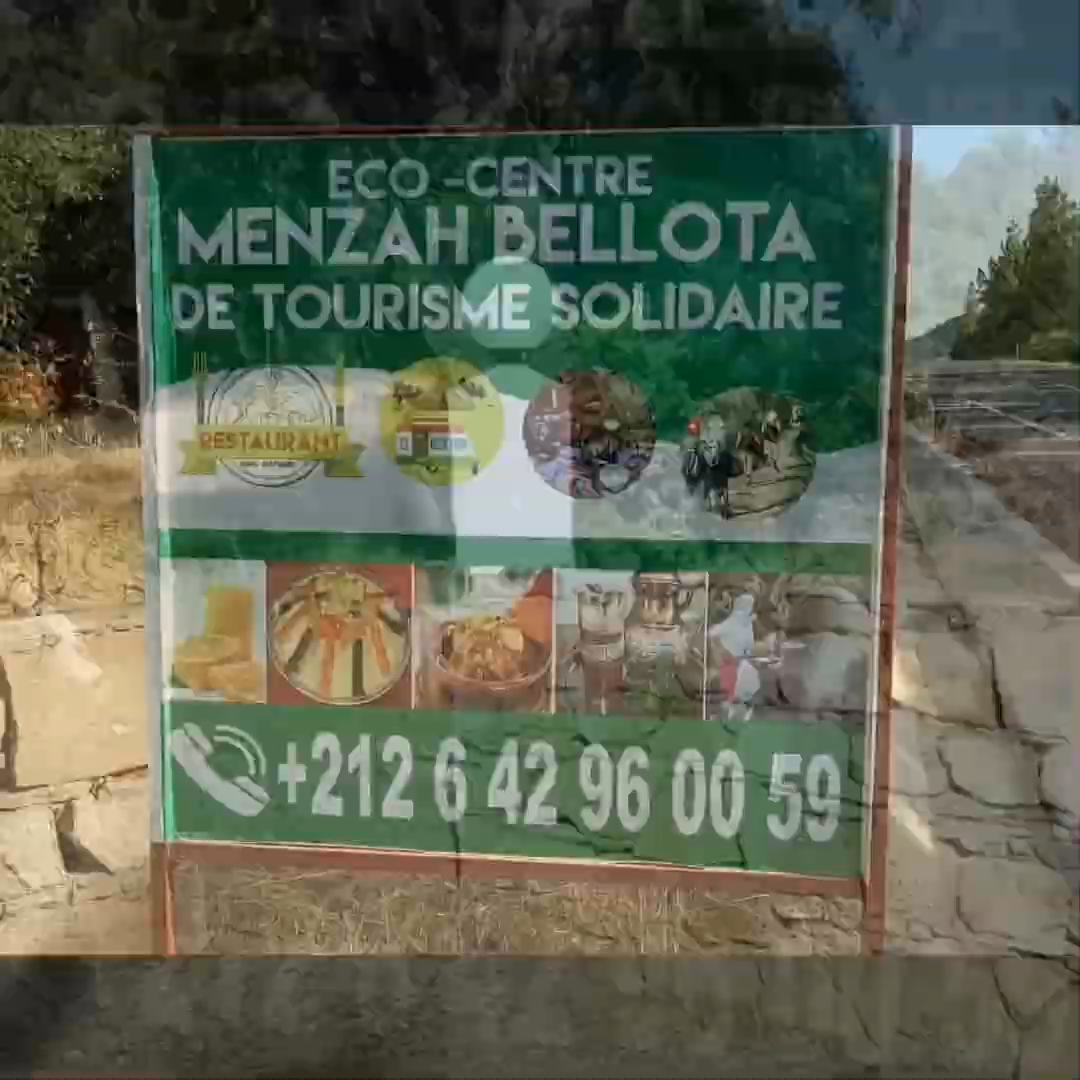 ECO -CENTRE
MENZAH BELLOTA
DE TOURISME SOLIDAIRE
RESTAURANT
+212 6 42 96 00 59